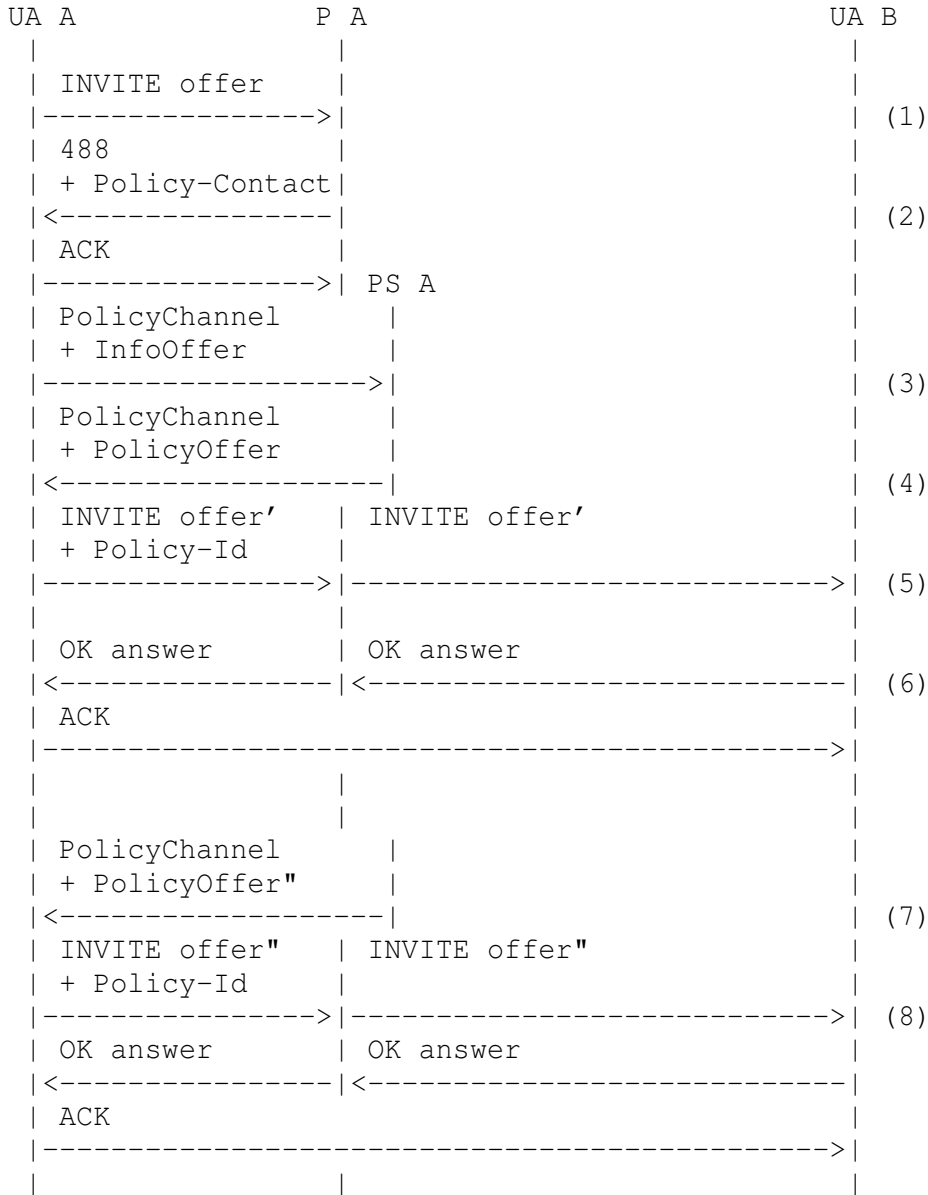 UA A P A UA B
INVITE offer
(1)
488
+ Policy-Contact
(2)
ACK
PS A
PolicyChannel
+ InfoOffer
(3)
PolicyChannel
+ PolicyOffer
(4)
INVITE offer' INVITE offer'
+ Policy-Id
(5)
OK answer OK answer
(6)
ACK
PolicyChannel
+ PolicyOffer"
(7)
INVITE offer" INVITE offer"
+ Policy-Id
(8)
OK answer OK answer
ACK